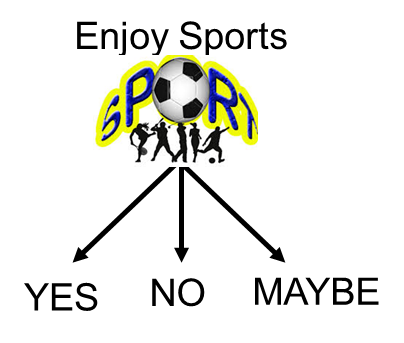 Enjoy Sports
SPORT
YES NO MAYBE